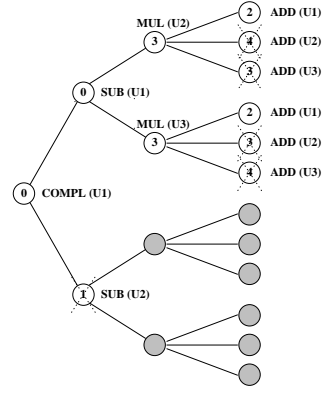 2 ADD (U1)
MUL (U2)
3 4 ADD (U2)
3 ADD (U3)
0 SUB (U1)
2 ADD (U1)
MUL (U3)
3 3 ADD (U2)
4 ADD (U3)
0 COMPL (U1)
1 SUB (U2)